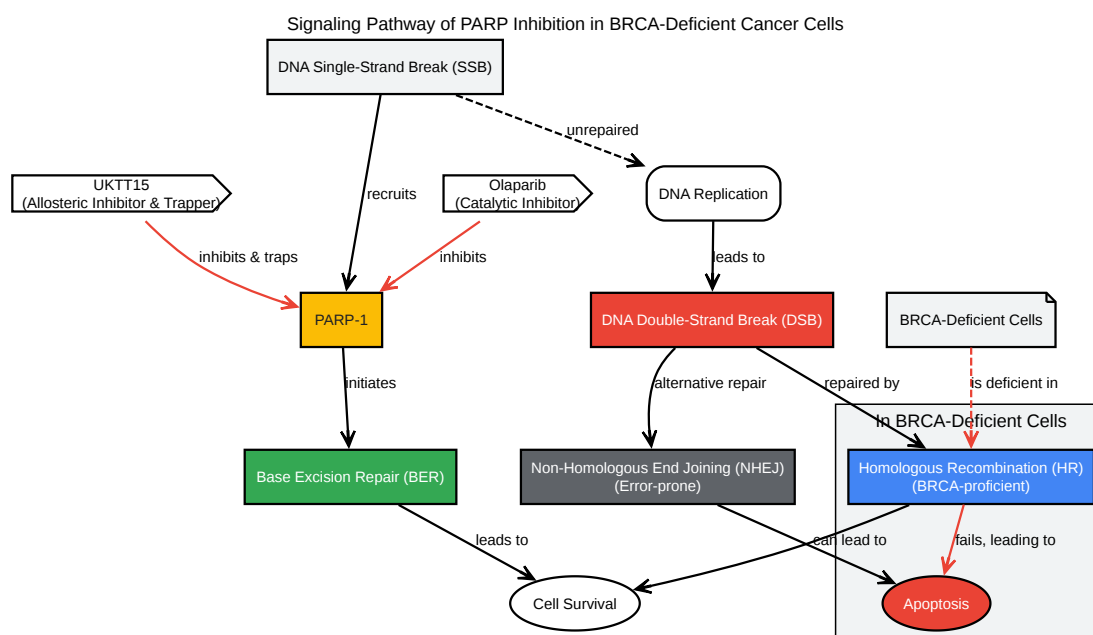 Signaling Pathway of PARP Inhibition in BRCA-Deficient Cancer Cells
DNA Single-Strand Break (SSB)
unrepaired
UKTT15
(Allosteric Inhibitor & Trapper)
recruits
Olaparib
(Catalytic Inhibitor)
DNA Replication
inhibits & traps
inhibits
leads to
PARP-1
DNA Double-Strand Break (DSB)
BRCA-Deficient Cells
initiates
alternative repair
repaired by
is deficient in
In BRCA-Deficient Cells
Base Excision Repair (BER)
Non-Homologous End Joining (NHEJ)
(Error-prone)
Homologous Recombination (HR)
(BRCA-proficient)
leads to
can lead to
fails, leading to
Cell Survival
Apoptosis